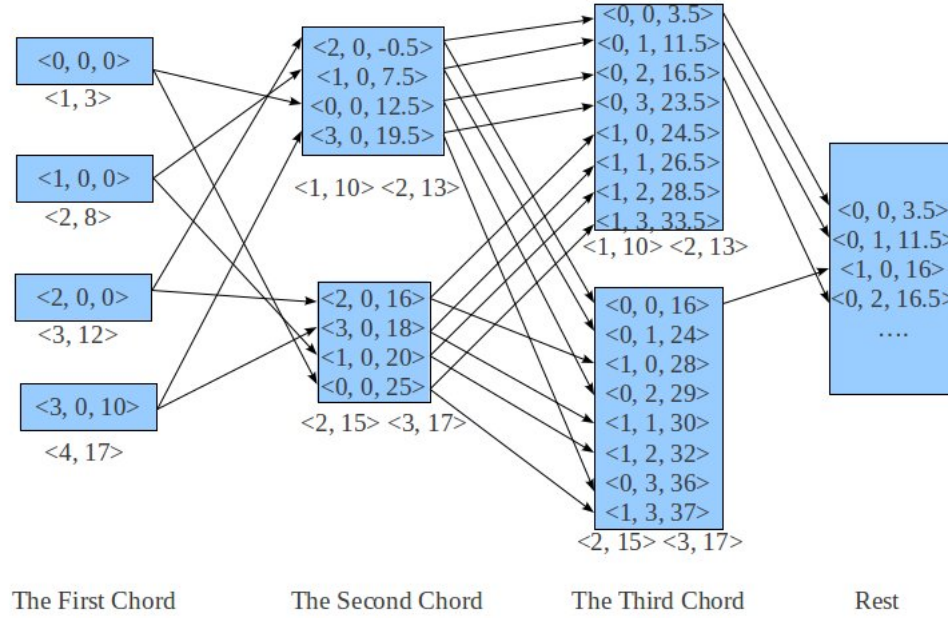 <0, 0, 0>
<1, 3>
<1, 0, 0>
<2, 8>
<2, 0, 0>
<3, 12>
<3, 0, 10>
<4, 17>
The First Chord
<2, 0, -0.5>
<1, 0, 7.5>
<0, 0, 12.5>
<3, 0, 19.5>
<1, 10> <2, 13>
<2, 0, 16>
<3, 0, 18>
<1, 0, 20>
<0, 0, 25>
<2, 15> <3, 17>
The Second Chord
<0, 0, 3.5>
<0, 1, 11.5>
<0, 2, 16.5>
<0, 3, 23.5>
<1, 0, 24.5>
<1, 1, 26.5>
<1, 2, 28.5>
<1, 3, 33.5>
<1, 10> <2, 13>
<0, 0, 16>
<0, 1, 24>
<1, 0, 28>
<0, 2, 29>
<1, 1, 30>
<1, 2, 32>
<0, 3, 36>
<1, 3, 37>
<2, 15> <3, 17>
The Third Chord
<0, 0, 3.5>
<0, 1, 11.5>
<1, 0, 16>
<0, 2, 16.5>
....
Rest